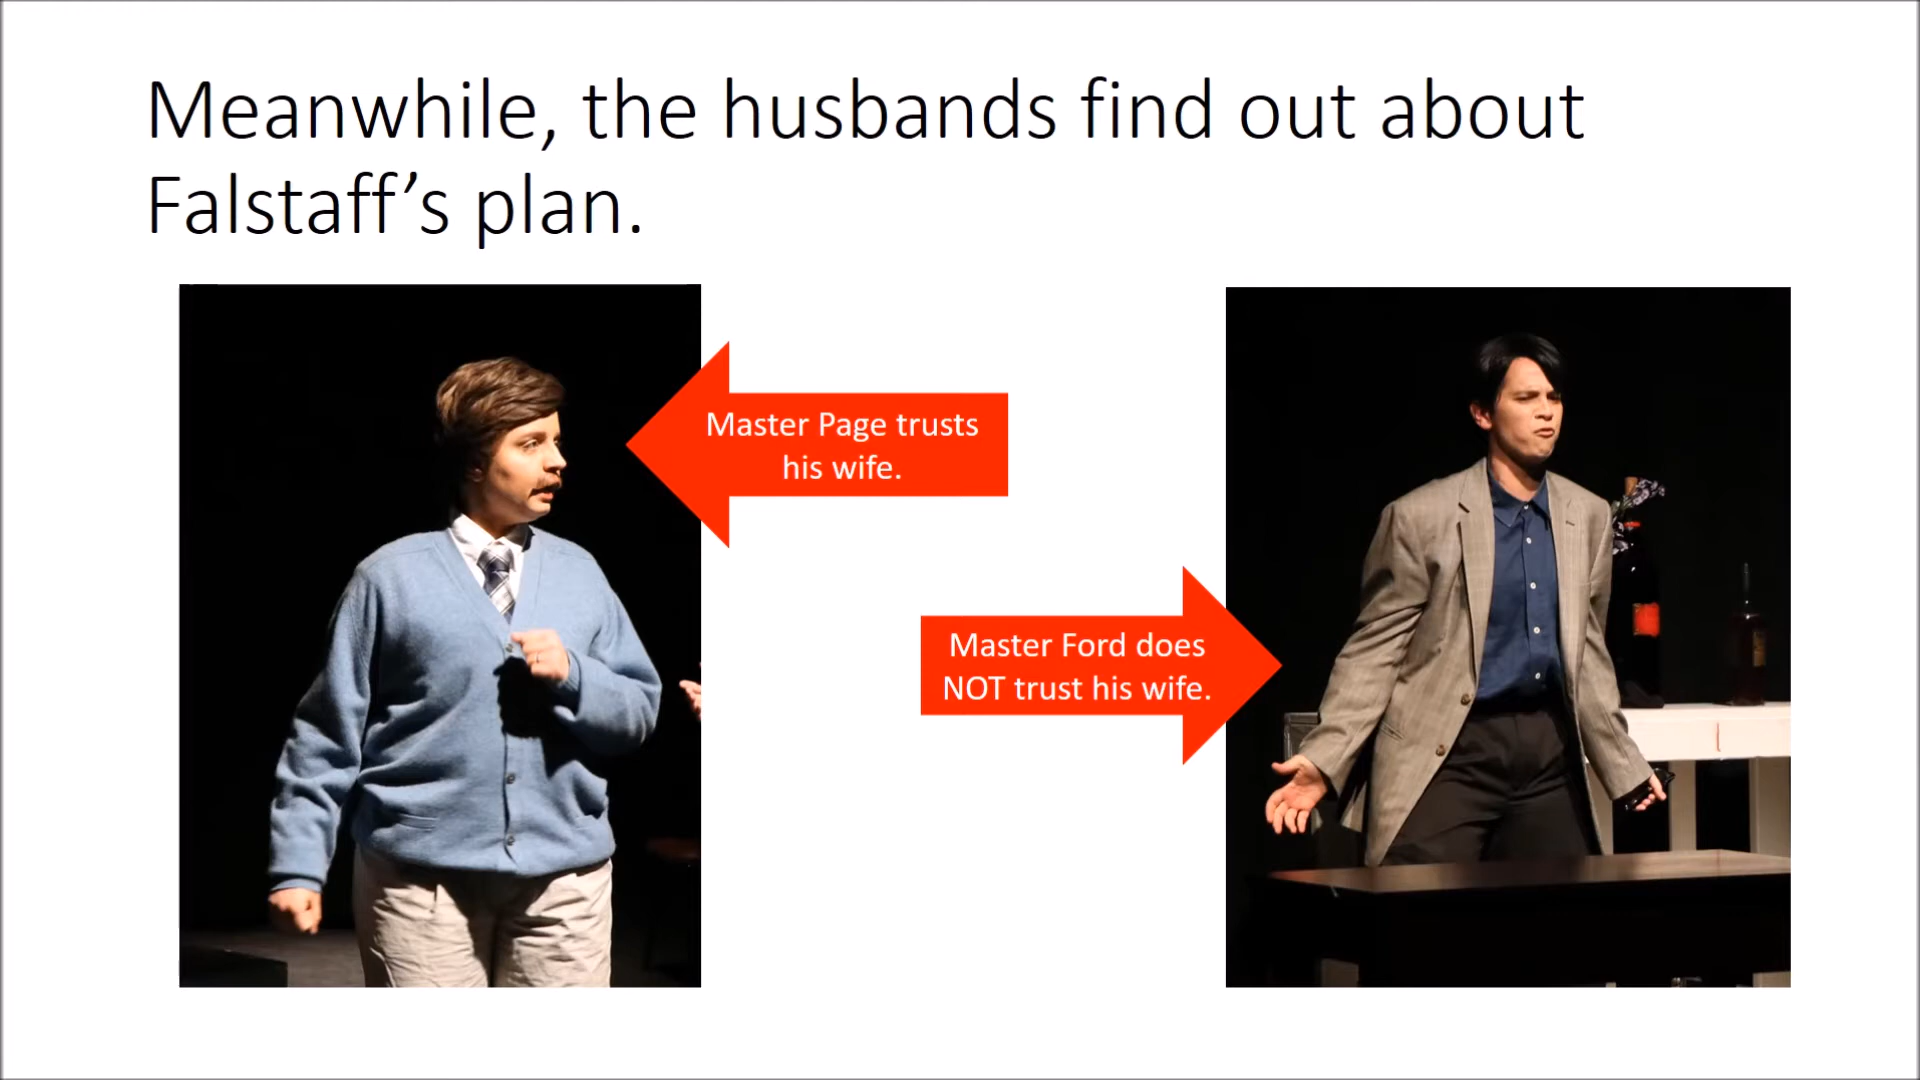 Meanwhile, the husbands find out about
Falstaff’s plan.
Master Page trusts
his wife.
Master Ford does
NOT trust his wife.